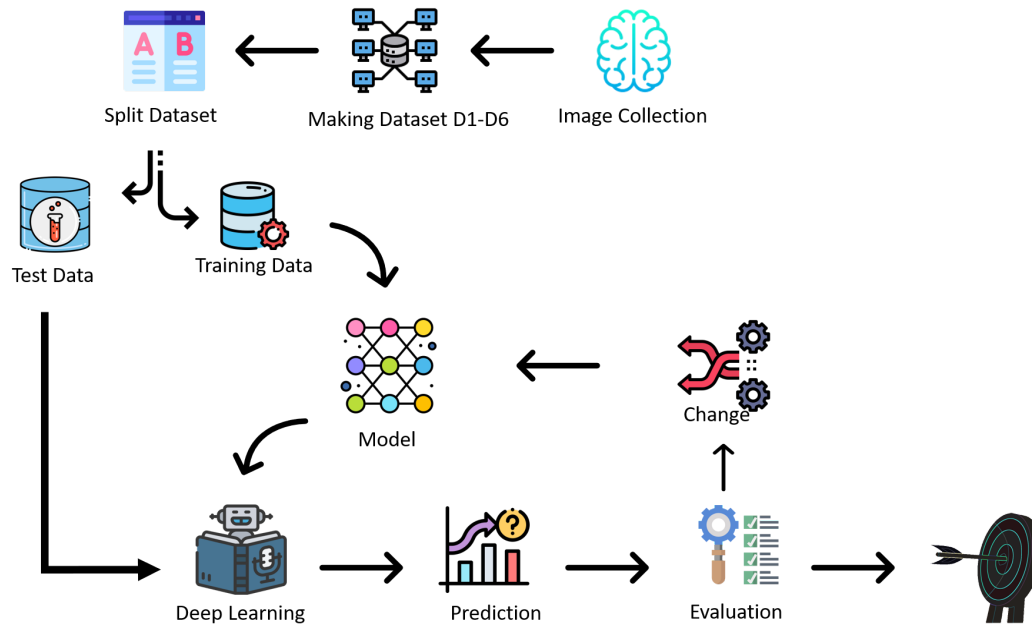 A B
Split Dataset
Making Dataset D1-D6
Image Collection
Test Data
Training Data
Model
Change
Deep Learning
?
Prediction
Evaluation